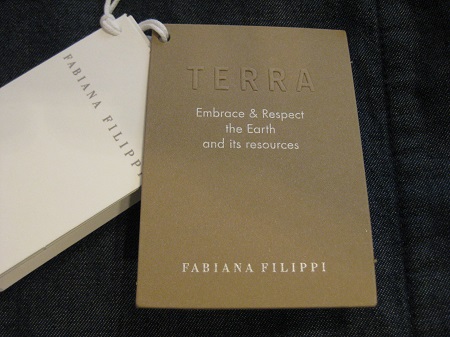 FABIANA FILIPPI
TERRA
Embrace & Respect
the Earth
and its resources
FABIANA FILIPPI